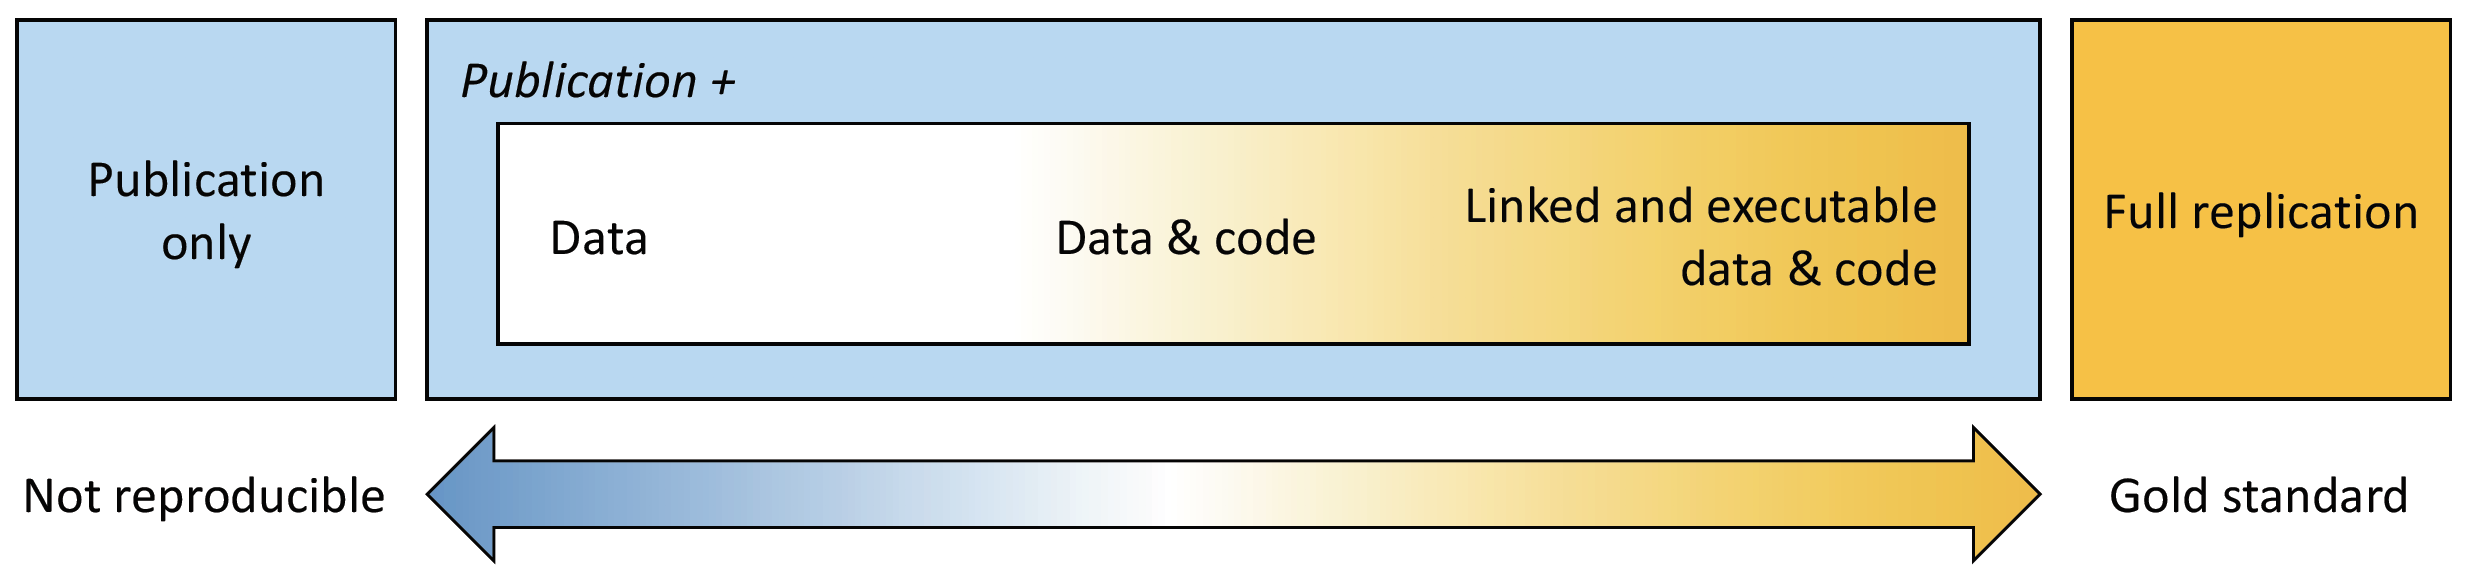 Publication +
Publication
only
Data
Data & code
Linked and executable
data & code
Full replication
Not reproducible
Gold standard